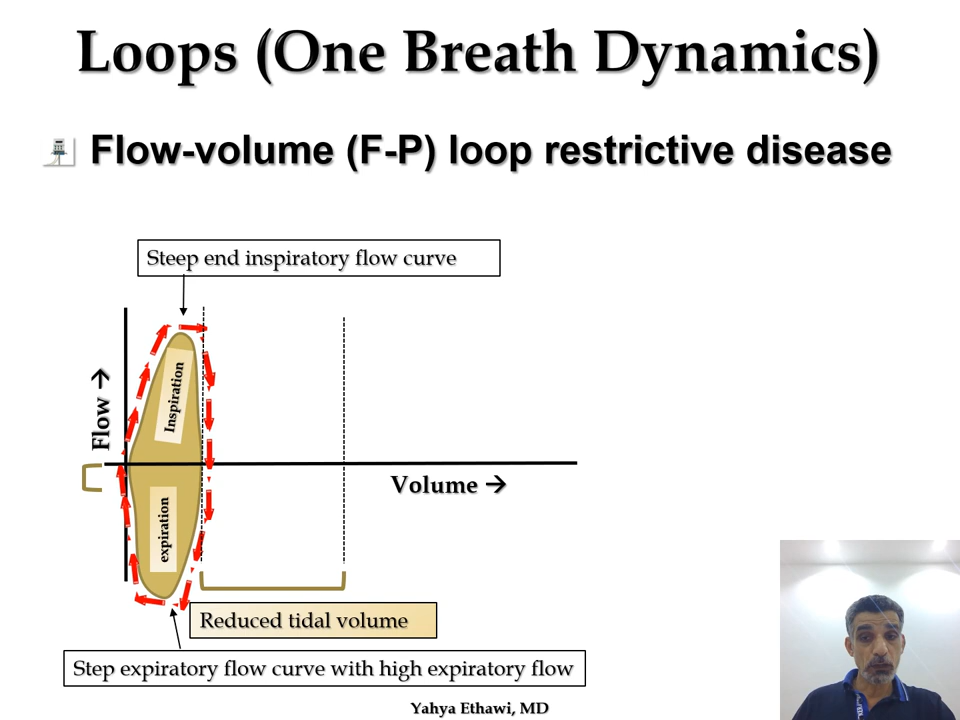 Loops (One Breath Dynamics)
Flow-volume (F-P) loop restrictive disease
Steep end inspiratory flow curve
Inspiration
Flow →
Volume →
expiration
Reduced tidal volume
Step expiratory flow curve with high expiratory flow
Yahya Ethawi, MD